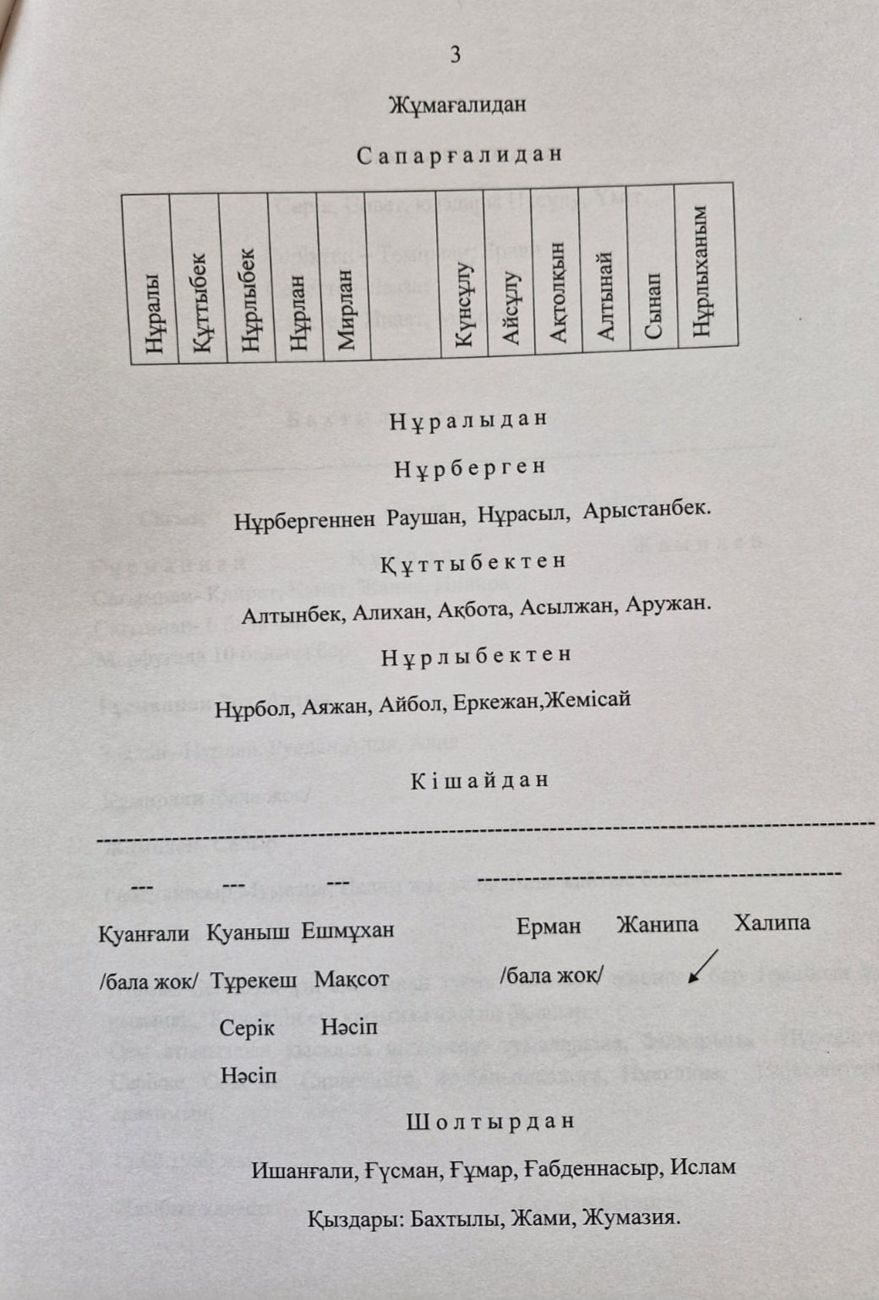 3
Жұмағалидан
Сапарғалидан
Нұралы Құттыбек Нұрлыбек Нұрлан Мирлан Күнсұлу Айсұлу Ақтолқын Алтынай Сынап Нұрлыханым
Нұралыдан
Нұрберген
Нұрбергеннен Раушан, Нұрасыл, Арыстанбек.
Құттыбектен
Алтынбек, Алихан, Ақбота, Асылжан, Аружан.
Нұрлыбектен
Нұрбол, Аяжан, Айбол, Еркежан,Жемісай
Кішайдан
Қуанғали Қуаныш Ешмұхан Ерман Жанипа Халипа
/бала жоқ/ Түрекеш Мақсот /бала жоқ/
Серік Нәсіп
Нәсіп
Шолтырдан
Ишанғали, Ғүсман, Ғұмар, Ғабденнасыр, Ислам
Қыздары: Бахтылы, Жами, Жумазия.